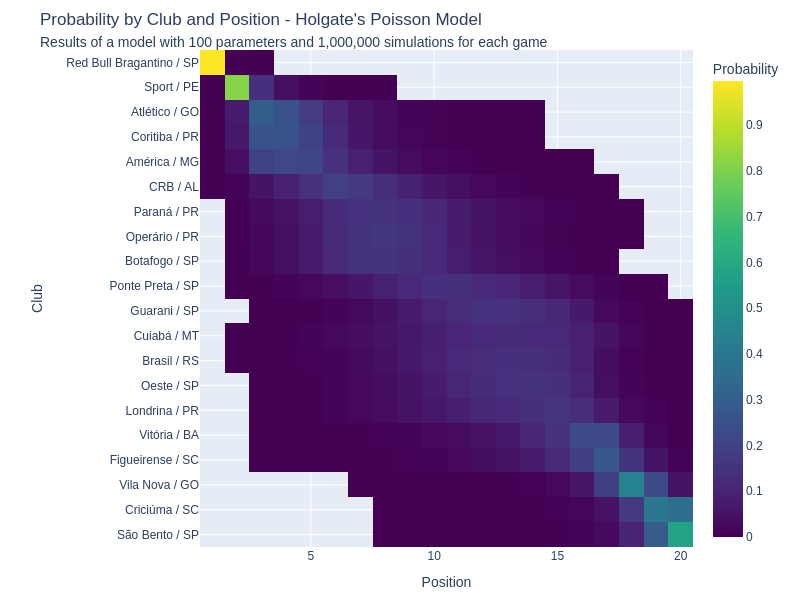 Probability by Club and Position - Holgate's Poisson Model
Results of a model with 100 parameters and 1,000,000 simulations for each game
Probability
Red Bull Bragantino / SP
Sport / PE
Atlético / GO
Coritiba / PR
América / MG
CRB / AL
Paraná / PR
Operário / PR
Botafogo / SP
Ponte Preta / SP
Guarani / SP
Cuiabá / MT
Brasil / RS
Oeste / SP
Londrina / PR
Vitória / BA
Figueirense / SC
Vila Nova / GO
Criciúma / SC
São Bento / SP
Club
5
10
15
20
Position
0.9
0.8
0.7
0.6
0.5
0.4
0.3
0.2
0.1
0